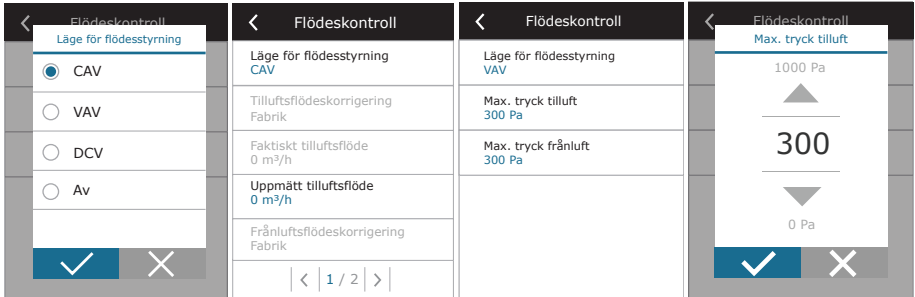 Flödeskontroll
Läge för flödesstyrning
CAV
VAV
DCV
Av
Flödeskontroll
Läge för flödesstyrning
CAV
Tilluftsflödeskorrigering
Fabrik
Faktiskt tilluftsflöde
0 m³/h
Uppmätt tilluftsflöde
0 m³/h
Frånluftsflödeskorrigering
Fabrik
1 / 2
Flödeskontroll
Läge för flödesstyrning
VAV
Max. tryck tilluft
300 Pa
Max. tryck frånluft
300 Pa
Flödeskontroll
Max. tryck tilluft
1000 Pa
300
0 Pa